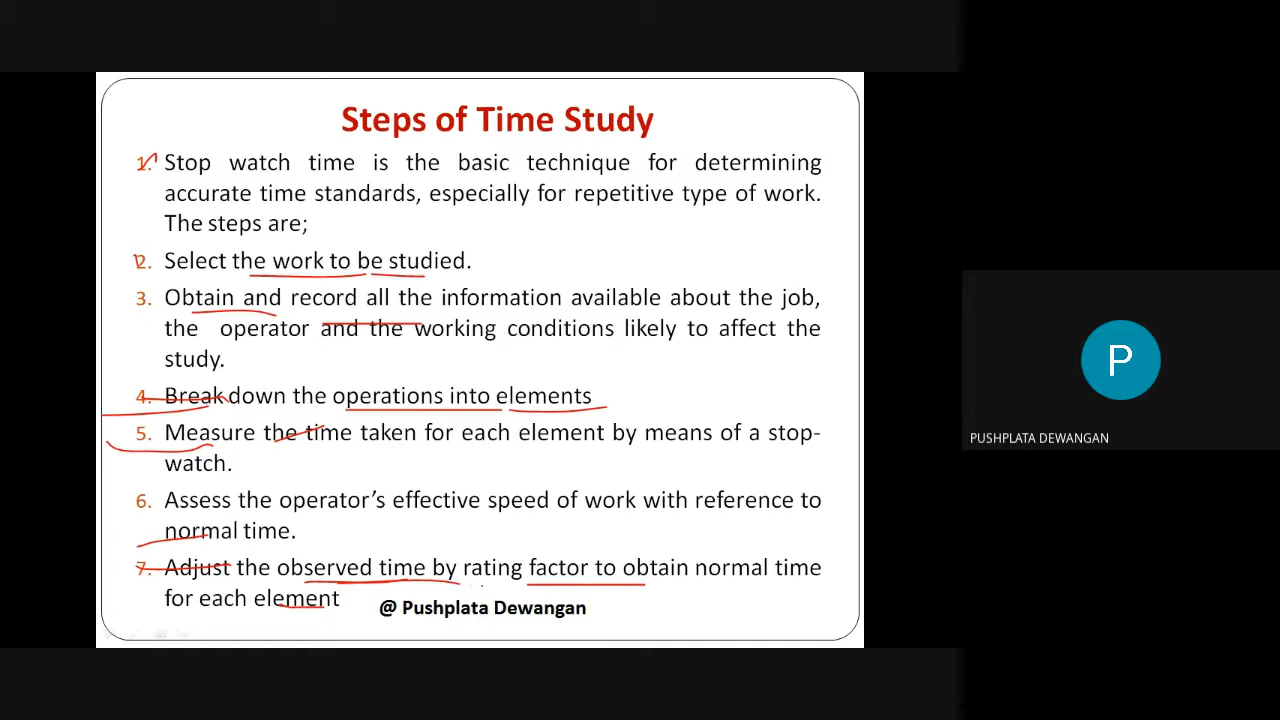 Steps of Time Study
1. Stop watch time is the basic technique for determining
accurate time standards, especially for repetitive type of work.
The steps are;
2. Select the work to be studied.
3. Obtain and record all the information available about the job,
the operator and the working conditions likely to affect the
study.
4. Break down the operations into elements
5. Measure the time taken for each element by means of a stop-
watch.
6. Assess the operator's effective speed of work with reference to
normal time.
7. Adjust the observed time by rating factor to obtain normal time
for each element
@ Pushplata Dewangan
P
PUSHPLATA DEWANGAN